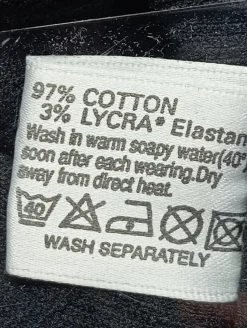 97% COTTON
3% LYCRA® Elastan
Wash in warm soapy water(40°
soon after each wearing.Dry
away from direct heat.
40
WASH SEPARATELY